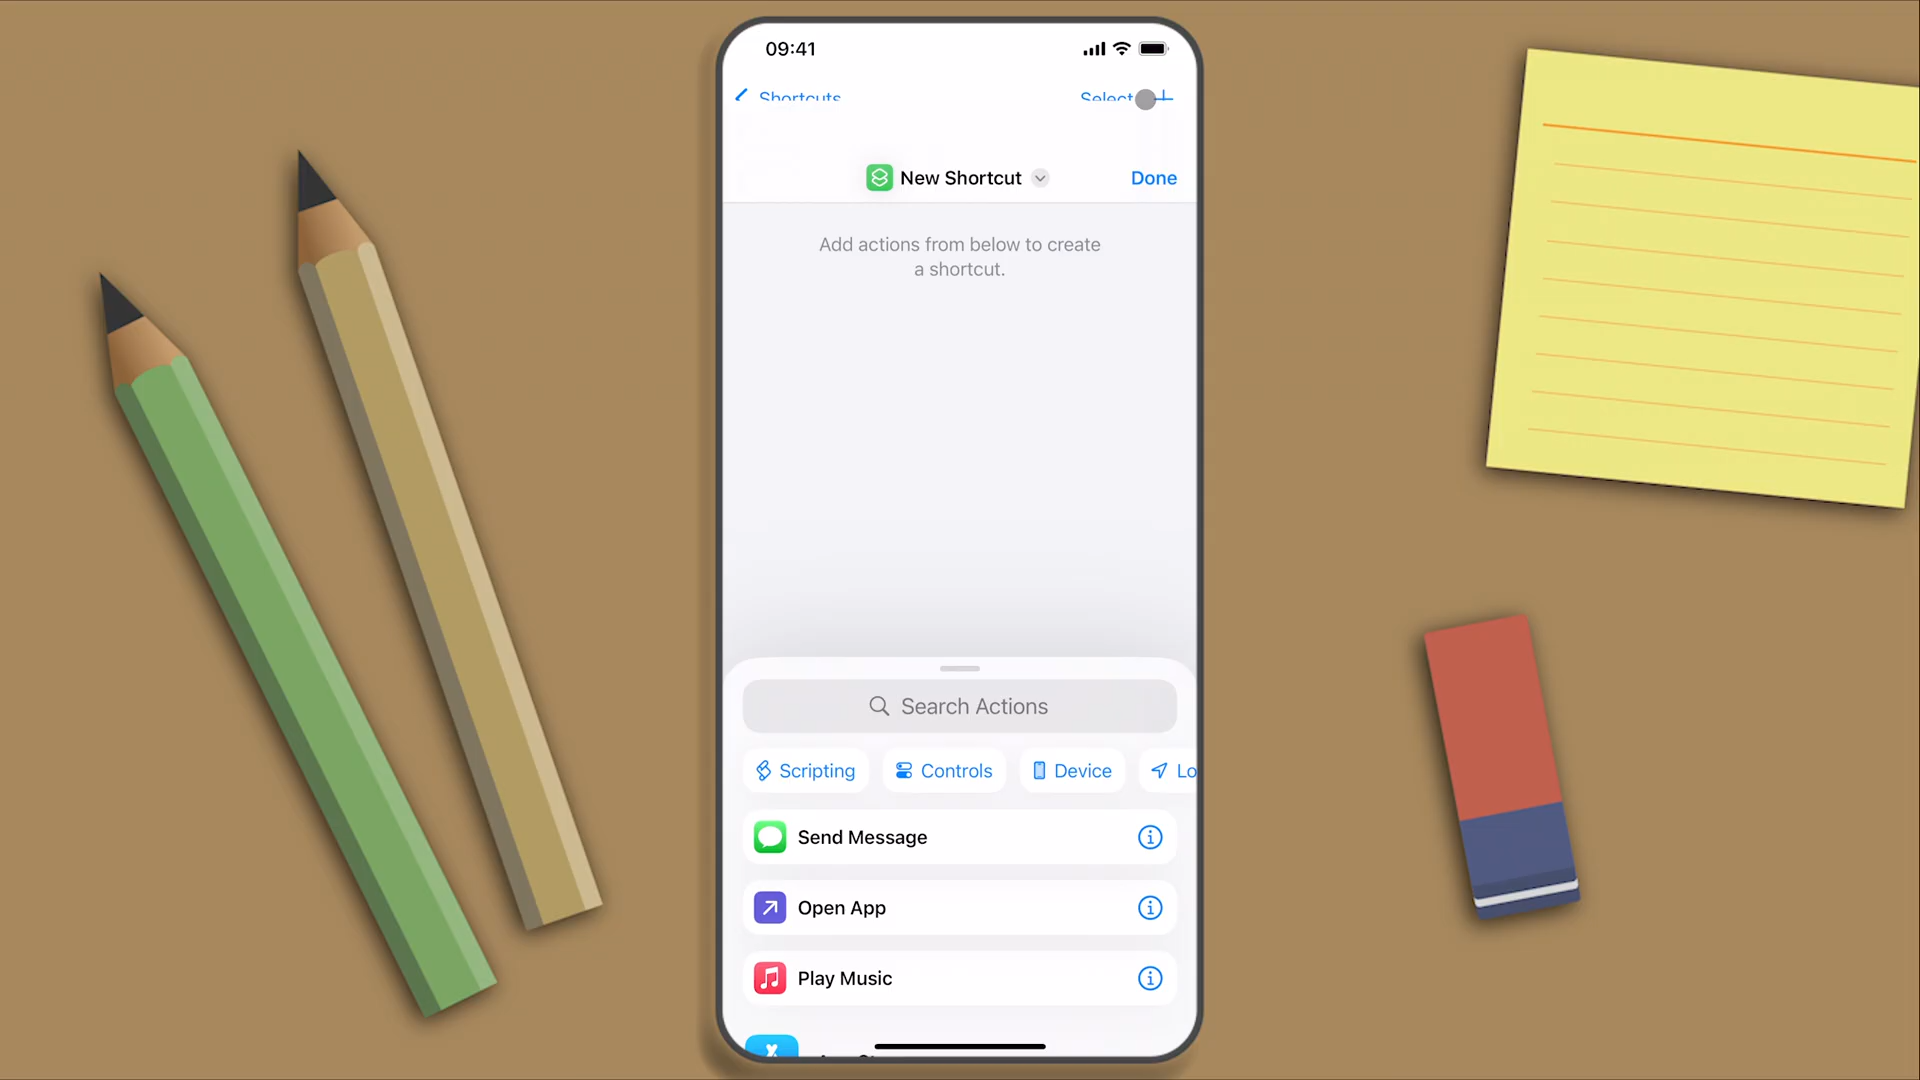 09:41
Shortcuts
Select
New Shortcut
Done
Add actions from below to create
a shortcut.
Search Actions
Scripting
Controls
Device
Lo
Send Message
Open App
Play Music